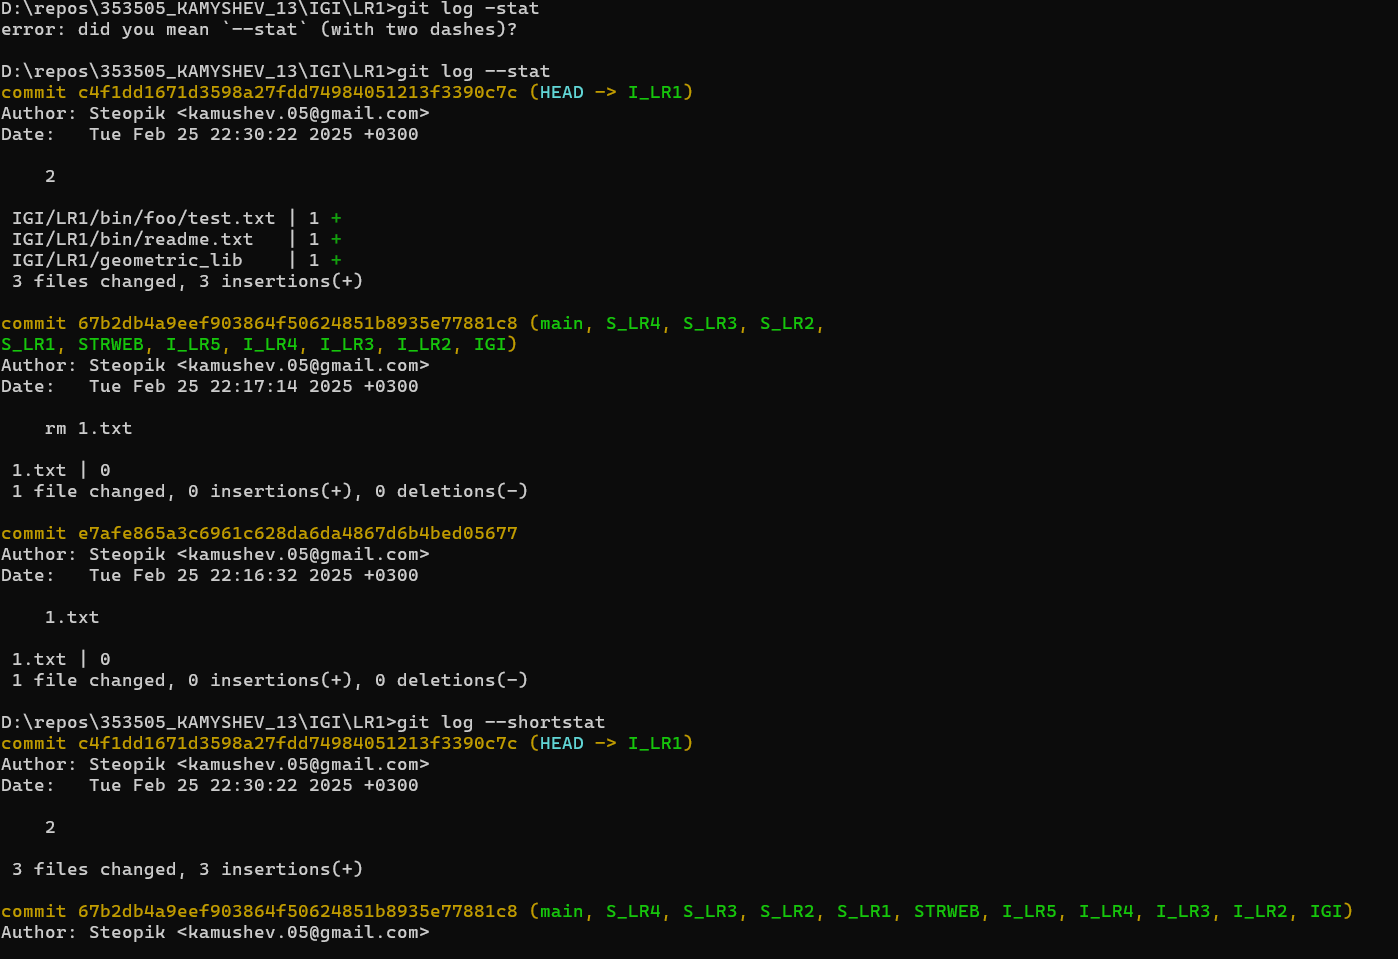 D:\repos\353505_KAMYSHEV_13\IGI\LR1>git log -stat
error: did you mean `--stat` (with two dashes)?
D:\repos\353505_KAMYSHEV_13\IGI\LR1>git log --stat
commit c4f1dd1671d3598a27fdd74984051213f3390c7c (HEAD -> I_LR1)
Author: Steopik <kamushev.05@gmail.com>
Date:   Tue Feb 25 22:30:22 2025 +0300
    2
 IGI/LR1/bin/foo/test.txt | 1 +
 IGI/LR1/bin/readme.txt   | 1 +
 IGI/LR1/geometric_lib    | 1 +
 3 files changed, 3 insertions(+)
commit 67b2db4a9eef903864f50624851b8935e77881c8 (main, S_LR4, S_LR3, S_LR2,
S_LR1, STRWEB, I_LR5, I_LR4, I_LR3, I_LR2, IGI)
Author: Steopik <kamushev.05@gmail.com>
Date:   Tue Feb 25 22:17:14 2025 +0300
    rm 1.txt
 1.txt | 0
 1 file changed, 0 insertions(+), 0 deletions(-)
commit e7afe865a3c6961c628da6da4867d6b4bed05677
Author: Steopik <kamushev.05@gmail.com>
Date:   Tue Feb 25 22:16:32 2025 +0300
    1.txt
 1.txt | 0
 1 file changed, 0 insertions(+), 0 deletions(-)
D:\repos\353505_KAMYSHEV_13\IGI\LR1>git log --shortstat
commit c4f1dd1671d3598a27fdd74984051213f3390c7c (HEAD -> I_LR1)
Author: Steopik <kamushev.05@gmail.com>
Date:   Tue Feb 25 22:30:22 2025 +0300
    2
 3 files changed, 3 insertions(+)
commit 67b2db4a9eef903864f50624851b8935e77881c8 (main, S_LR4, S_LR3, S_LR2, S_LR1, STRWEB, I_LR5, I_LR4, I_LR3, I_LR2, IGI)
Author: Steopik <kamushev.05@gmail.com>